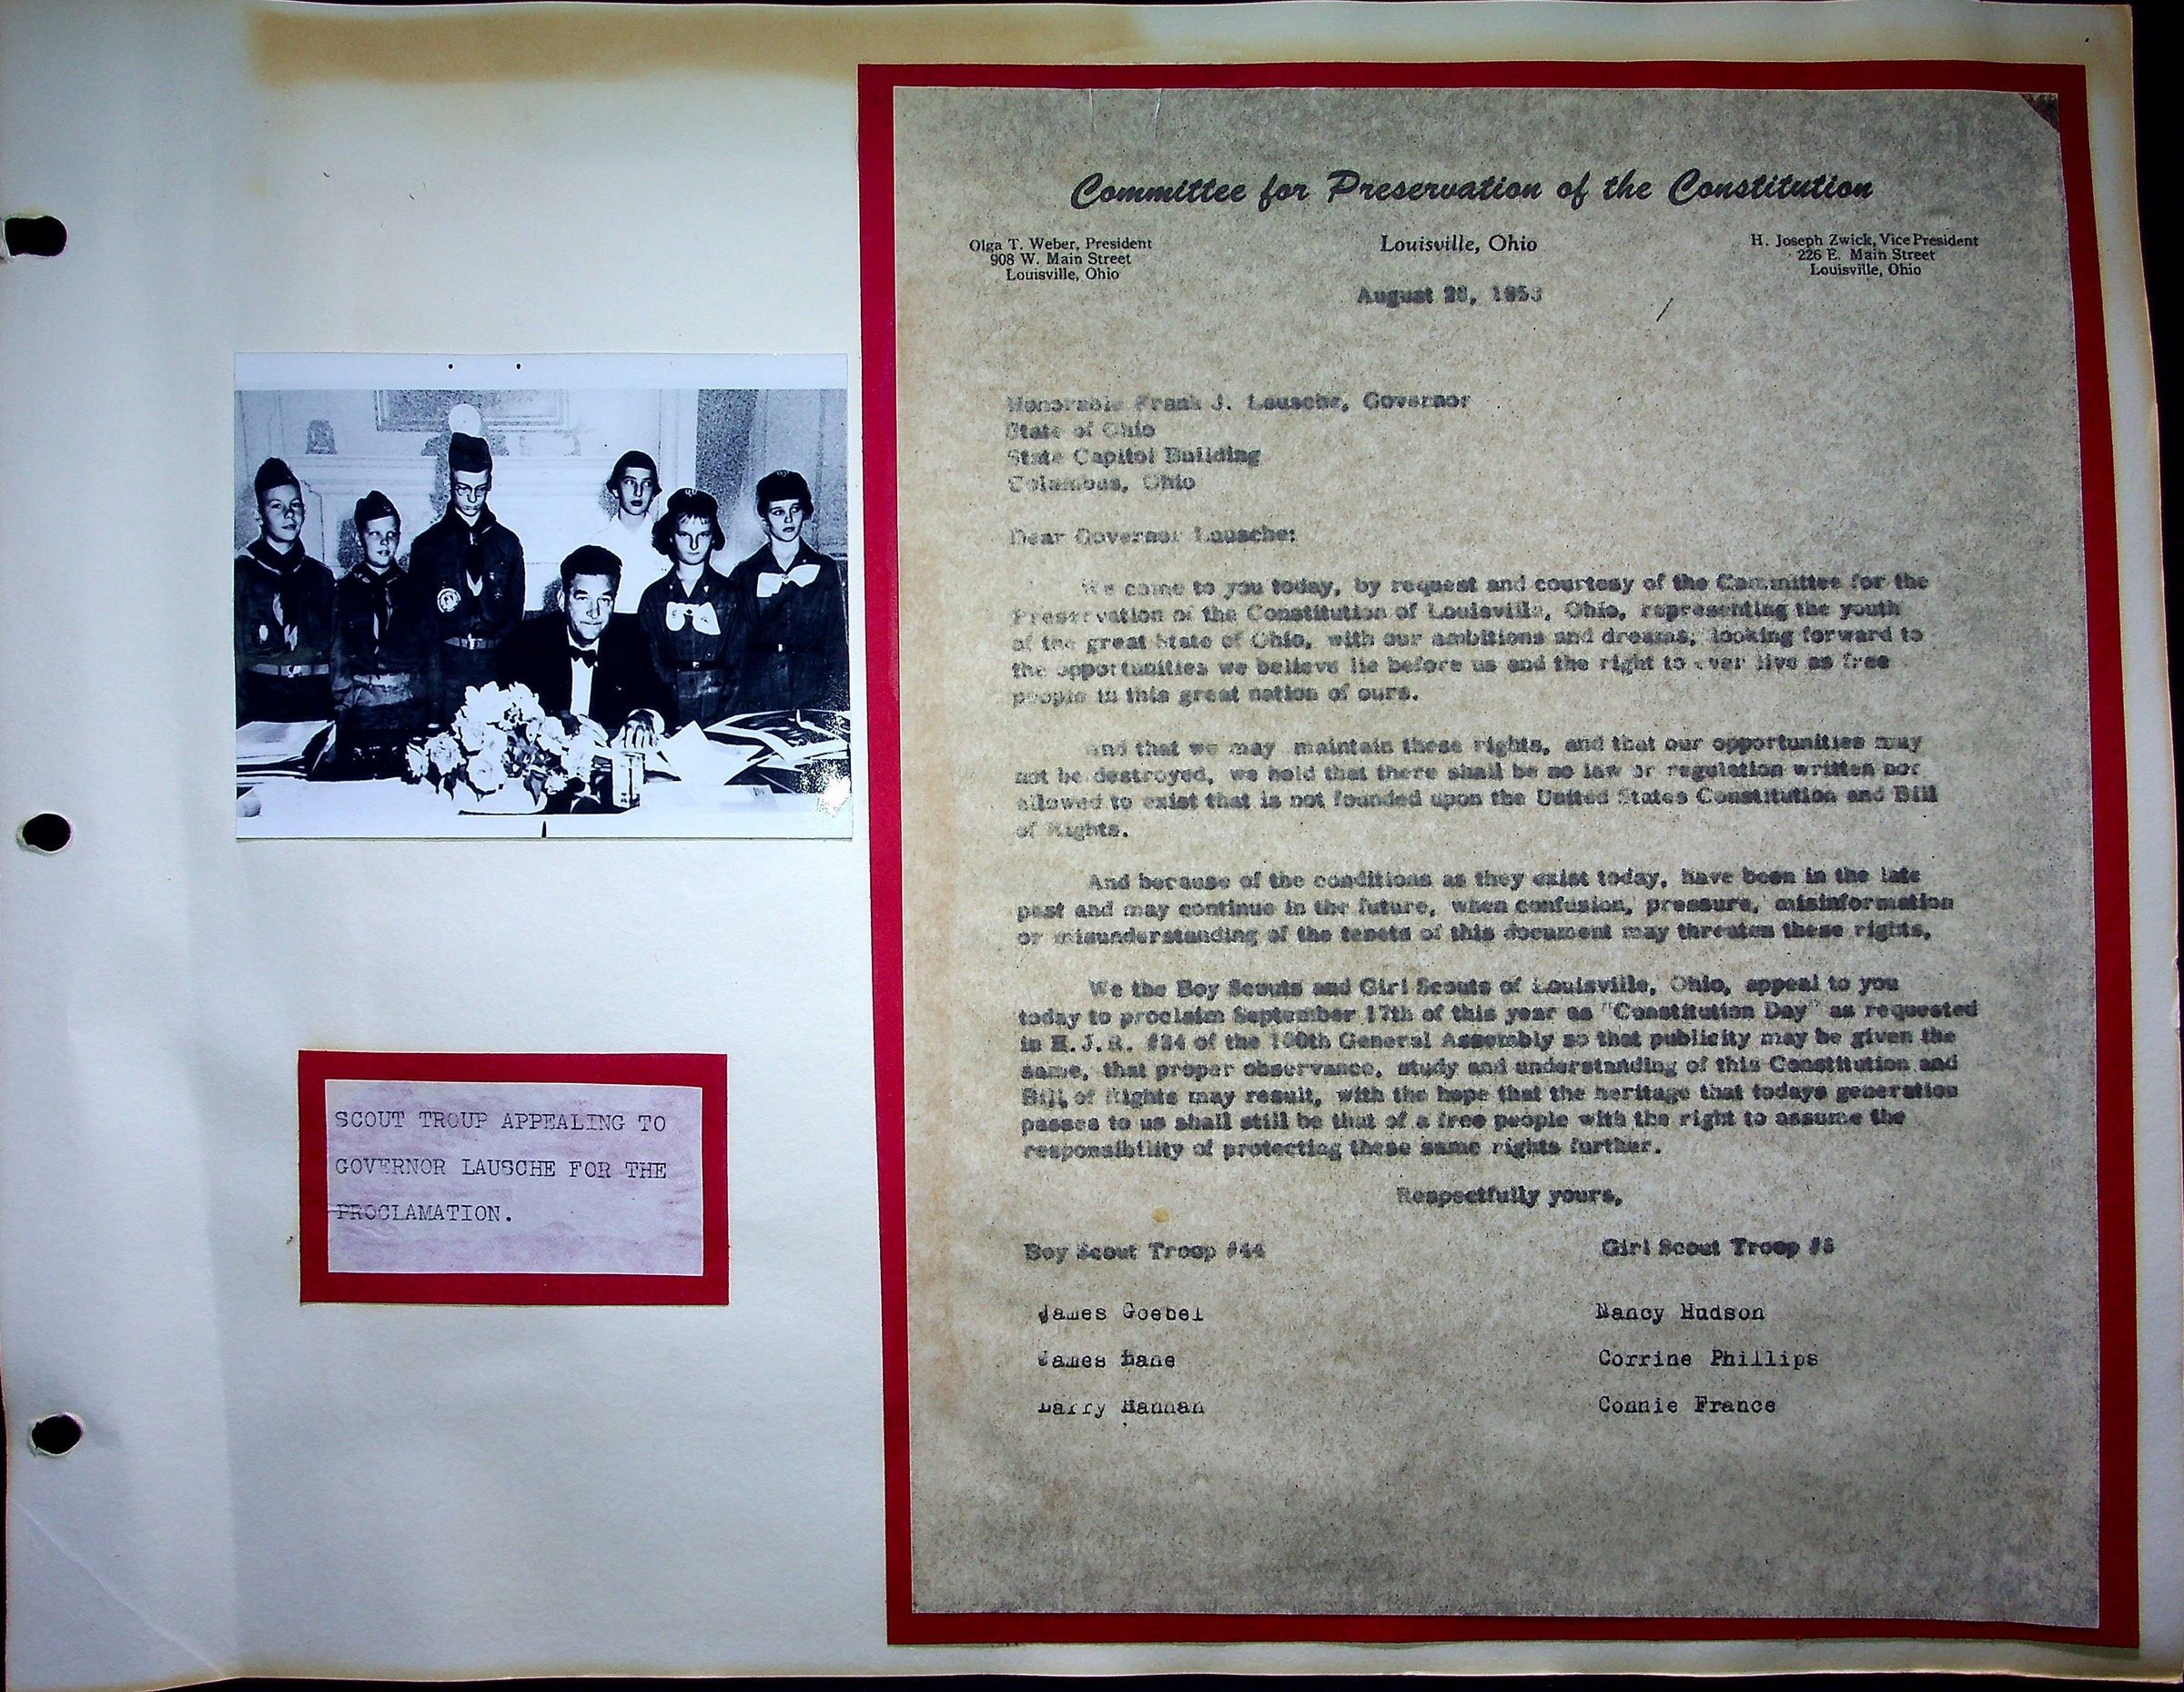 SCOUT TROUP APPEALING TO
GOVERNOR LAUSCHE FOR THE
PROCLAMATION.
Committee for Preservation of the Constitution
Olga T. Weber, President
908 W. Main Street
Louisville, Ohio
Louisville, Ohio
H. Joseph Zwick, Vice President
226 E. Main Street
Louisville, Ohio
August 1953
Honorable Frank J. Lausche, Governor
State of Ohio
State Capitol Building
Columbus, Ohio
Dear Governor Lausche:
We come to you today, by request and courtesy of the Committee for the
Preservation of the Constitution of Louisville, Ohio, representing the youth
of the great State of Ohio, with our ambitions and dreams, looking forward to
the opportunities we believe lie before us and the right to ever live as free
people in this great nation of ours.
And that we may maintain these rights, and that our opportunities may
not be destroyed, we hold that there shall be no law or regulation written nor
allowed to exist that is not founded upon the United States Constitution and Bill
of Rights.
And because of the conditions as they exist today, have been in the late
past and may continue in the future, when confusion, pressure, misinformation
or misunderstanding of the tenets of this document may threaten these rights,
We the Boy Scouts and Girl Scouts of Louisville, Ohio, appeal to you
today to proclaim September 17th of this year as "Constitution Day" as requested
in H.J.R. #34 of the 100th General Assembly so that publicity may be given the
same, that proper observance, study and understanding of this Constitution and
Bill of Rights may result, with the hope that the heritage that todays generation
passes to us shall still be that of a free people with the right to assume the
responsibility of protecting these same rights further.
Respectfully yours,
Boy Scout Troop #44
Girl Scout Troop
James Goebel
Nancy Hudson
James Lane
Corrine Phillips
Larry Hannan
Connie France